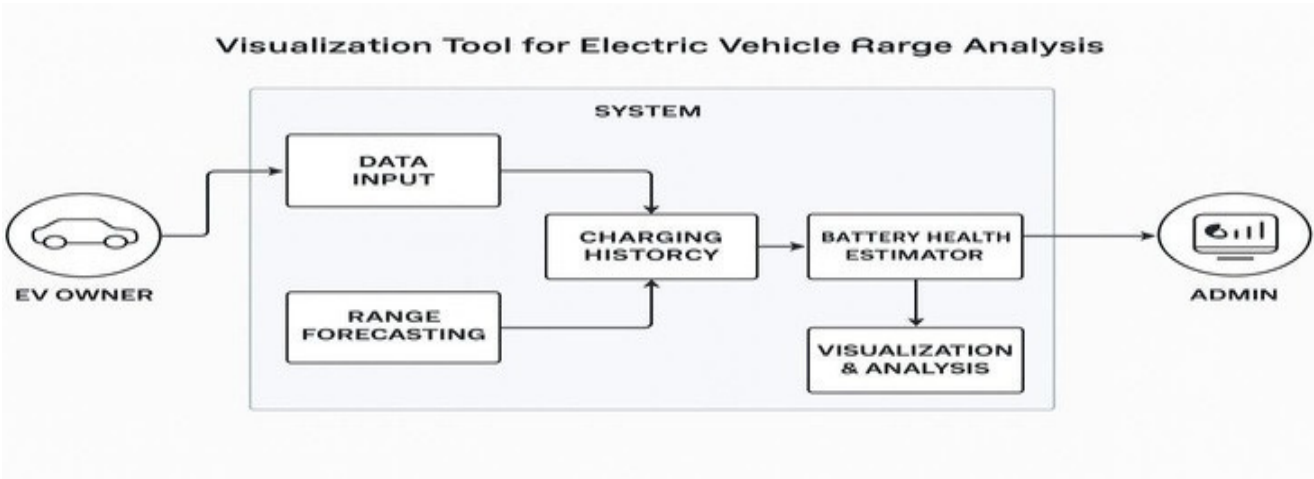 Visualization Tool for Electric Vehicle Rarge Analysis
SYSTEM
DATA
INPUT
CHARGING
HISTORCY
BATTERY HEALTH
ESTIMATOR
EV OWNER
ADMIN
RANGE
FORECASTING
VISUALIZATION
& ANALYSIS